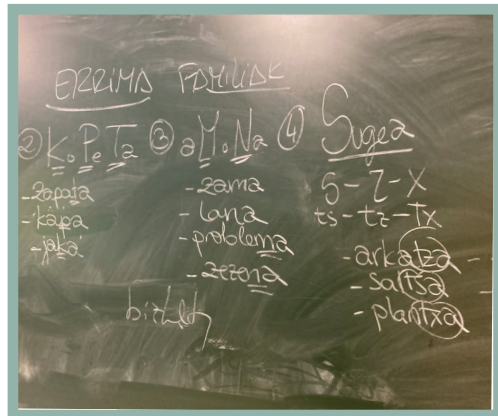 ERRIMA FAMILIAK
② KoPeTa
-zapata
-kapa
-jaka
③ aMoNa
-zama
-lana
-problema
-zezena
④ Sugea
S-Z-X
ts-tz-tx
-arkatza -
-saltsa
-plantxa